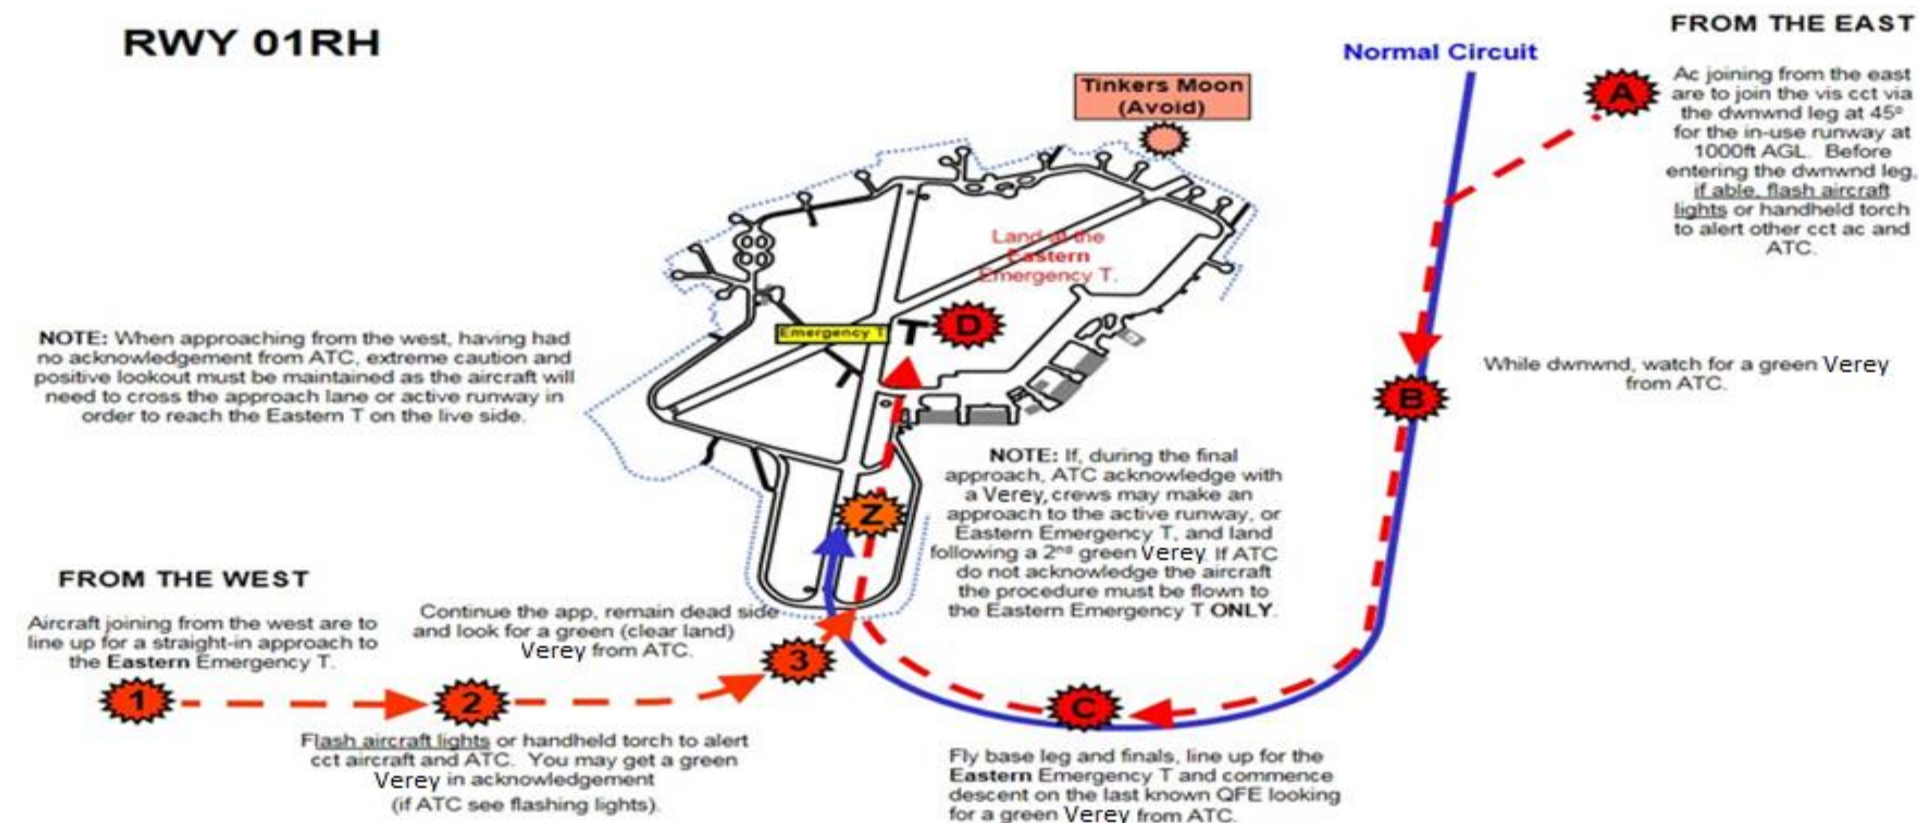 RWY 01RH
FROM THE EAST
Normal Circuit
Ac joining from the east
are to join the vis cct via
the dwnwnd leg at 45º
for the in-use runway at
1000ft AGL. Before
entering the dwnwnd leg,
if able, flash aircraft
lights or handheld torch
to alert other cct ac and
ATC.
A
Tinkers Moon
(Avoid)
Land at the
Eastern
Emergency T.
Emergency T
T
D
T
NOTE: When approaching from the west, having had
no acknowledgement from ATC, extreme caution and
positive lookout must be maintained as the aircraft will
need to cross the approach lane or active runway in
order to reach the Eastern T on the live side.
While dwnwnd, watch for a green Verey
from ATC.
B
NOTE: If, during the final
approach, ATC acknowledge with
a Verey, crews may make an
approach to the active runway, or
Eastern Emergency T, and land
following a 2nd green Verey. If ATC
do not acknowledge the aircraft
the procedure must be flown to
the Eastern Emergency T ONLY.
Z
FROM THE WEST
Aircraft joining from the west are to
line up for a straight-in approach to
the Eastern Emergency T.
1
Continue the app, remain dead side
and look for a green (clear land)
Verey from ATC.
2
3
Flash aircraft lights or handheld torch to alert
cct aircraft and ATC. You may get a green
Verey in acknowledgement
(if ATC see flashing lights).
C
Fly base leg and finals, line up for the
Eastern Emergency T and commence
descent on the last known QFE looking
for a green Verey from ATC.